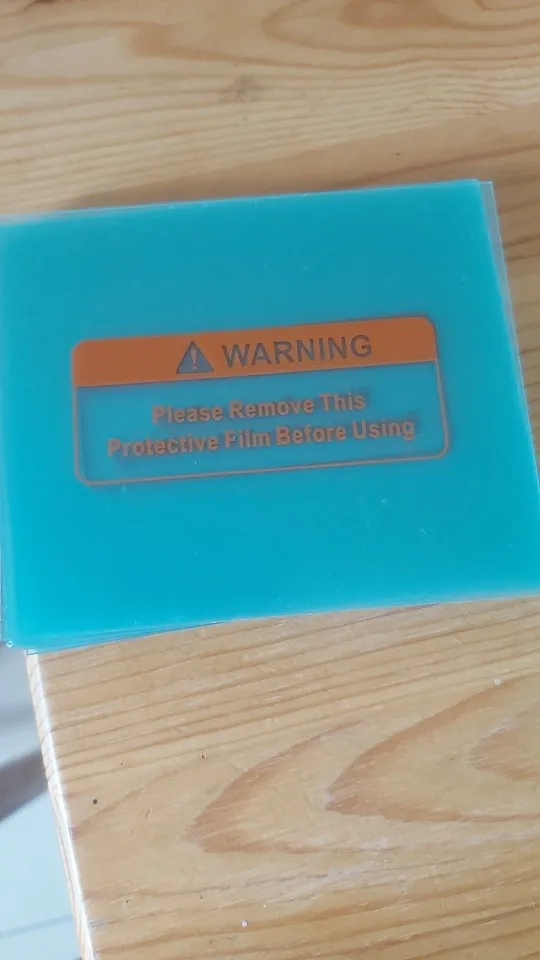 WARNING
Please Remove This
Protective Film Before Using